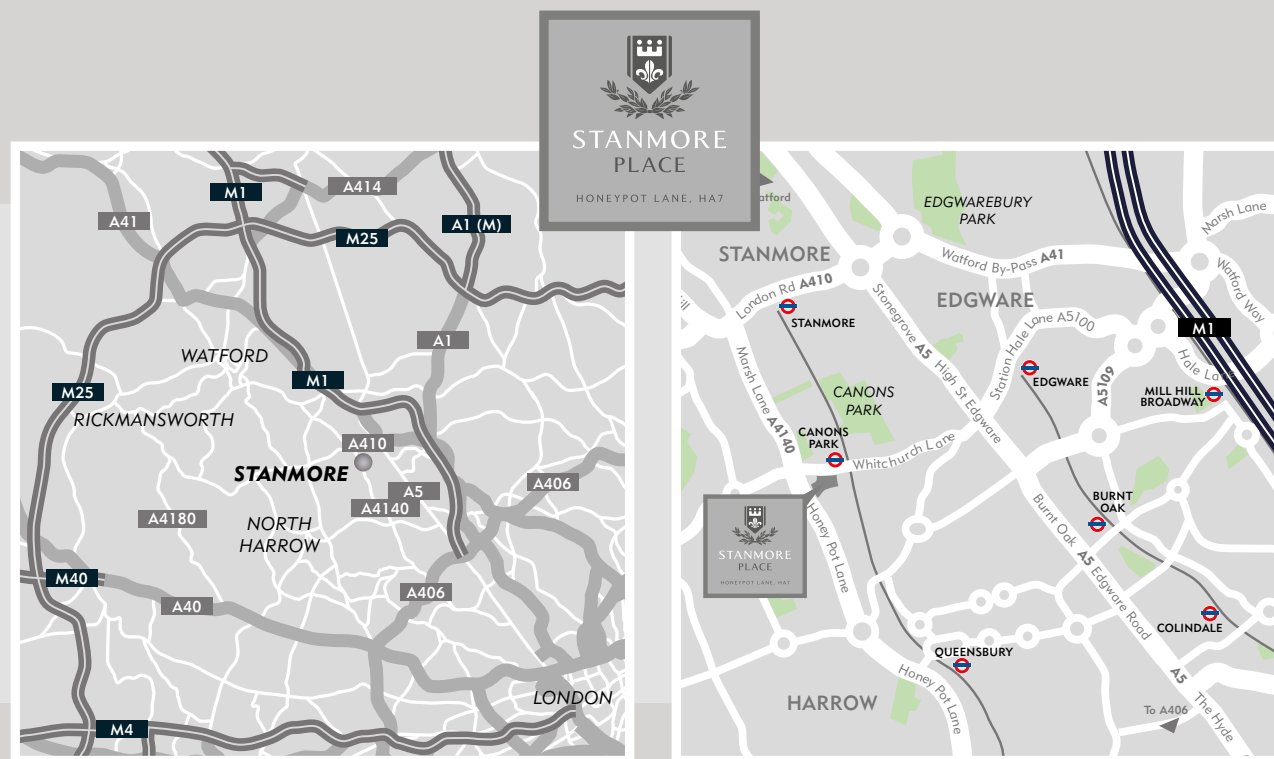 STANMORE
PLACE
HONEYPOT LANE, HA7
M1
A414
A41
A1 (M)
M25
A1
WATFORD
M1
M25
RICKMANSWORTH
A410
STANMORE
A5
A406
A4140
A4180
NORTH
HARROW
M40
A406
A40
LONDON
M4
atford
EDGWAREBURY
PARK
Marsh Lane
STANMORE
Watford By-Pass A41
London Rd A410
EDGWARE
Watford Way
STANMORE
Stonegrove A5 High St Edgware
Station Hale Lane A5100
M1
ill
Marsh Lane A4140
Hale Lane
EDGWARE
A5109
MILL HILL
BROADWAY
CANONS
PARK
CANONS
PARK
Whitchurch Lane
BURNT
OAK
STANMORE
PLACE
HONEYPOT LANE, HA7
Honey Pot Lane
Burnt Oak A5 Edgware Road
COLINDALE
QUEENSBURY
Honey Pot Lane
HARROW
A5 The Hyde
To A406